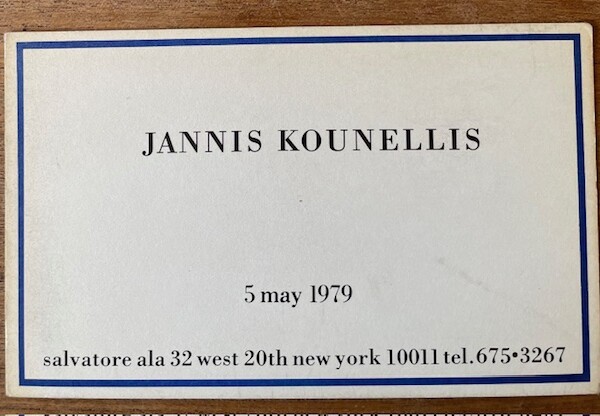 JANNIS KOUNELLIS
5 may 1979
salvatore ala 32 west 20th new york 10011 tel.675•3267